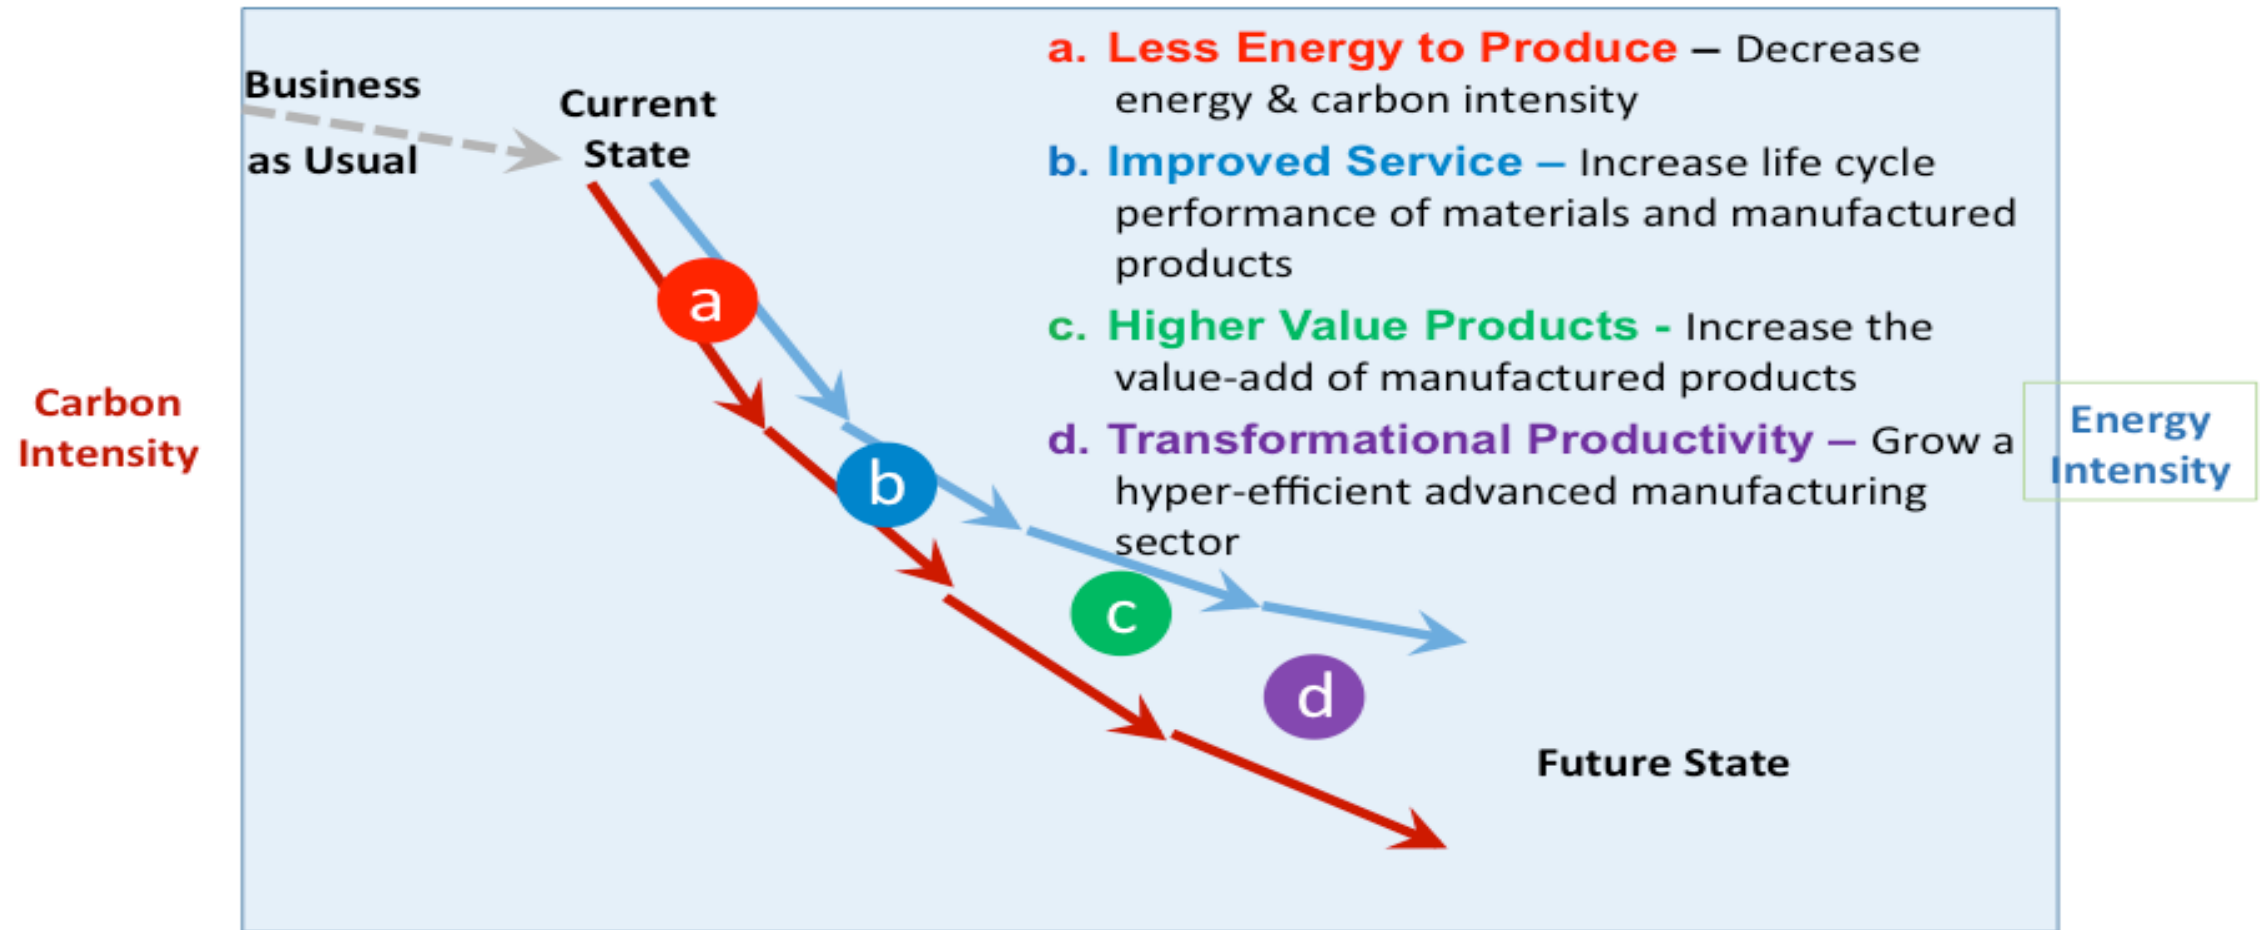 Business
as Usual
Current
State
a. Less Energy to Produce – Decrease
energy & carbon intensity
b. Improved Service – Increase life cycle
performance of materials and manufactured
products
c. Higher Value Products - Increase the
value-add of manufactured products
d. Transformational Productivity – Grow a
hyper-efficient advanced manufacturing
sector
Carbon
Intensity
Energy
Intensity
a
b
c
d
Future State